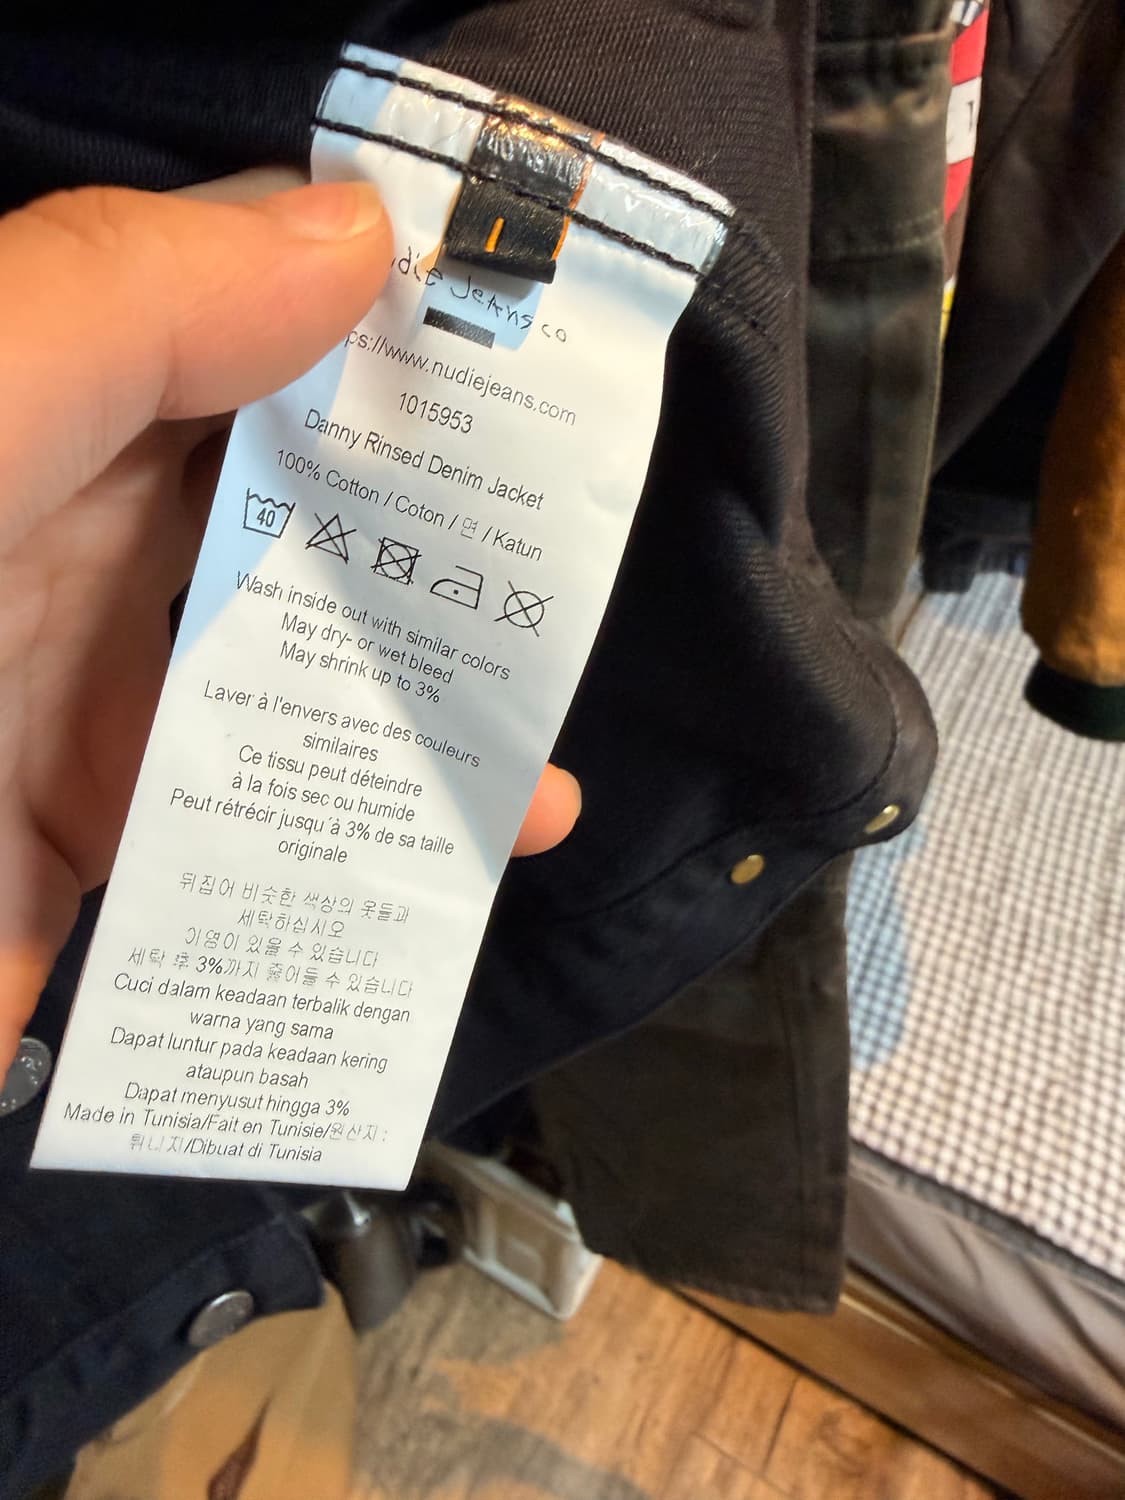 die Jeans co
ps://www.nudiejeans.com
1015953
Danny Rinsed Denim Jacket
100% Cotton / Coton / 면 / Katun
40
Wash inside out with similar colors
May dry- or wet bleed
May shrink up to 3%
Laver à l'envers avec des couleurs
similaires
Ce tissu peut déteindre
à la fois sec ou humide
Peut rétrécir jusqu´à 3% de sa taille
originale
뒤집어 비슷한 색상의 옷들과
세탁하십시오
이염이 있을 수 있습니다
세탁 후 3%까지 줄어들 수 있습니다
Cuci dalam keadaan terbalik dengan
warna yang sama
Dapat luntur pada keadaan kering
ataupun basah
Dapat menyusut hingga 3%
Made in Tunisia/Fait en Tunisie/원산지 :
튀니지/Dibuat di Tunisia